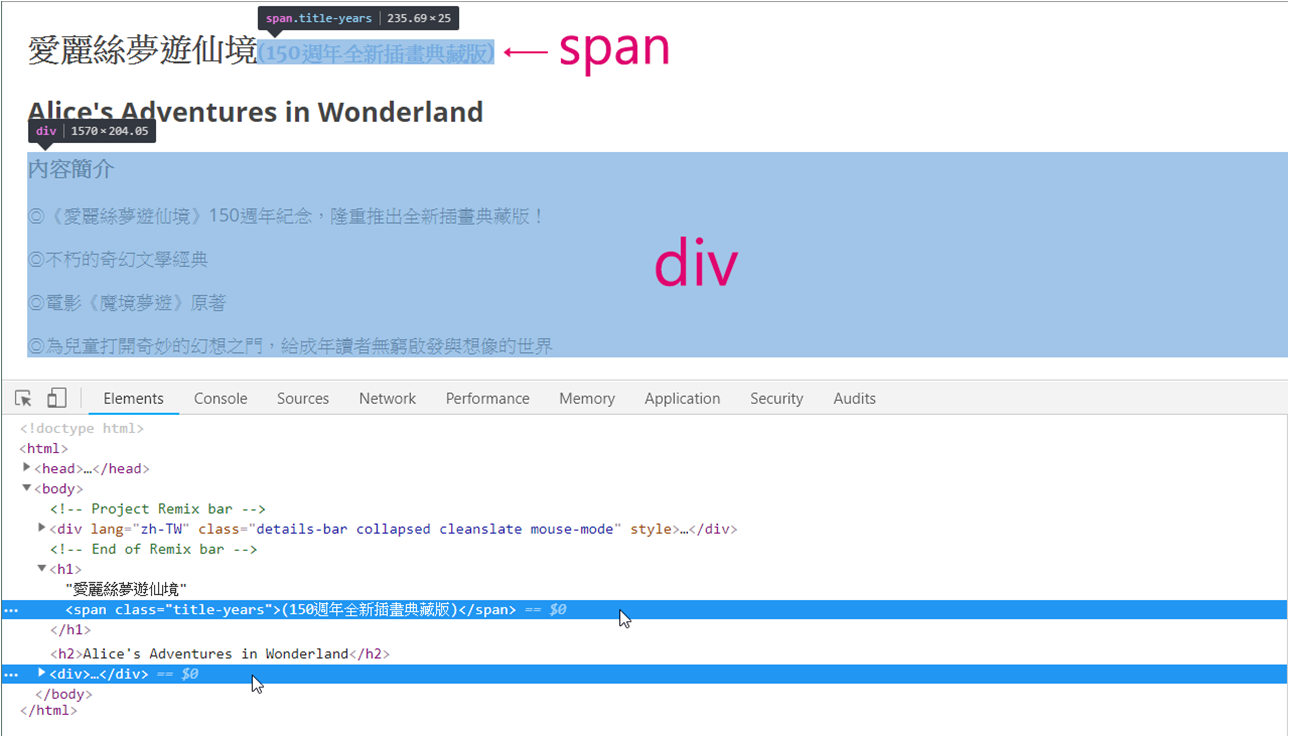 span.title-years | 235.69×25
愛麗絲夢遊仙境(150週年全新插畫典藏版) ← span
Alice's Adventures in Wonderland
div | 1570×204.05
內容簡介
◎《愛麗絲夢遊仙境》150週年紀念，隆重推出全新插畫典藏版！
◎不朽的奇幻文學經典
div
◎電影《魔境夢遊》原著
◎為兒童打開奇妙的幻想之門，給成年讀者無窮啟發與想像的世界
Elements Console Sources Network Performance Memory Application Security Audits
<!doctype html>
<html>
<head>…</head>
<body>
<!-- Project Remix bar -->
<div lang="zh-TW" class="details-bar collapsed cleanslate mouse-mode" style>…</div>
<!-- End of Remix bar -->
<h1>
"愛麗絲夢遊仙境"
<span class="title-years">(150週年全新插畫典藏版)</span> == $0
</h1>
<h2>Alice's Adventures in Wonderland</h2>
<div>…</div> == $0
</body>
</html>